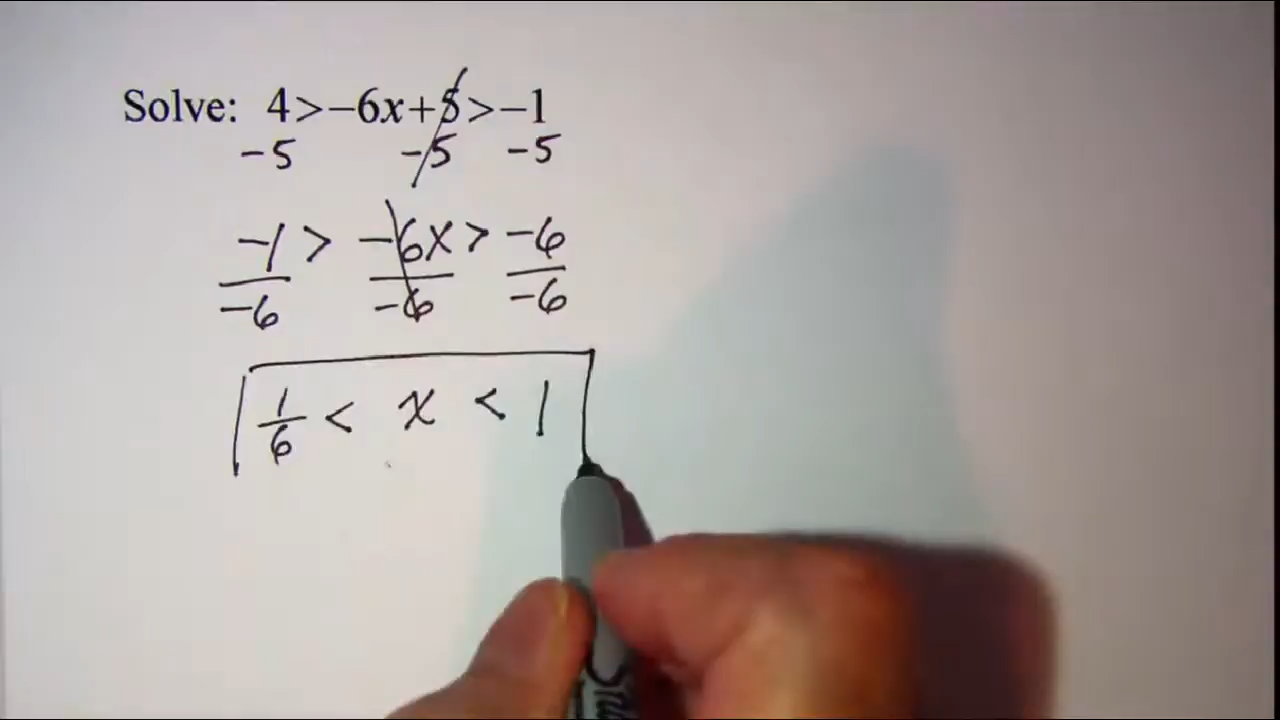 Solve: 4>−6x+5>−1
-5 -5 -5
-1 > -6x > -6
-6 -6 -6
1/6 < x < 1